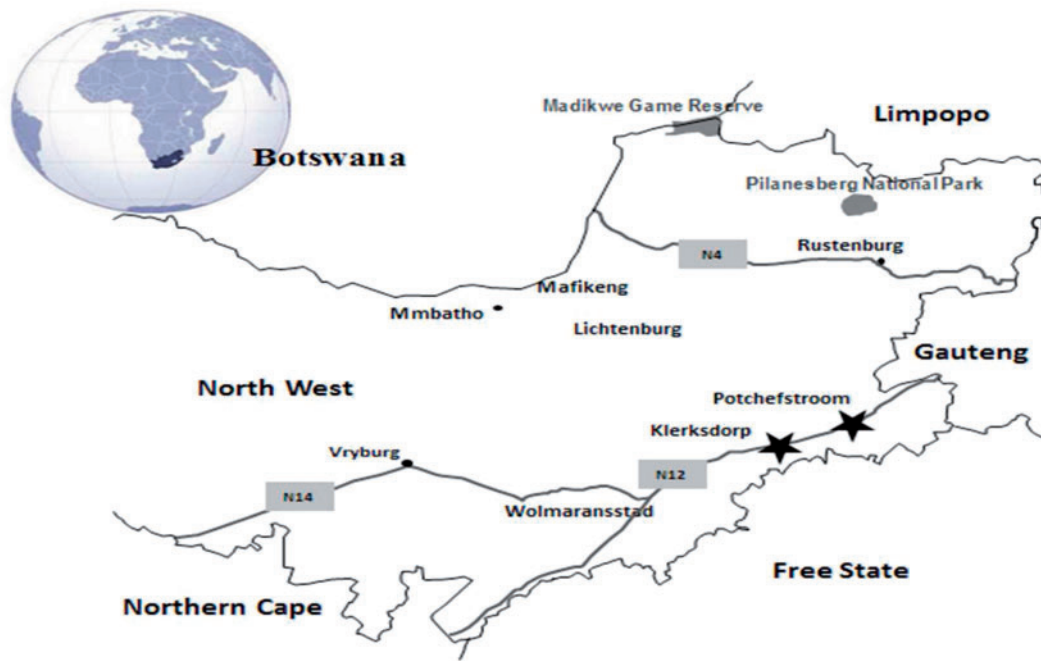 Madikwe Game Reserve
Limpopo
Botswana
Pilanesberg National Park
N4
Rustenburg
Mafikeng
Mmbatho
Lichtenburg
Gauteng
North West
Potchefstroom
Klerksdorp
Vryburg
N12
N14
Wolmaransstad
Free State
Northern Cape